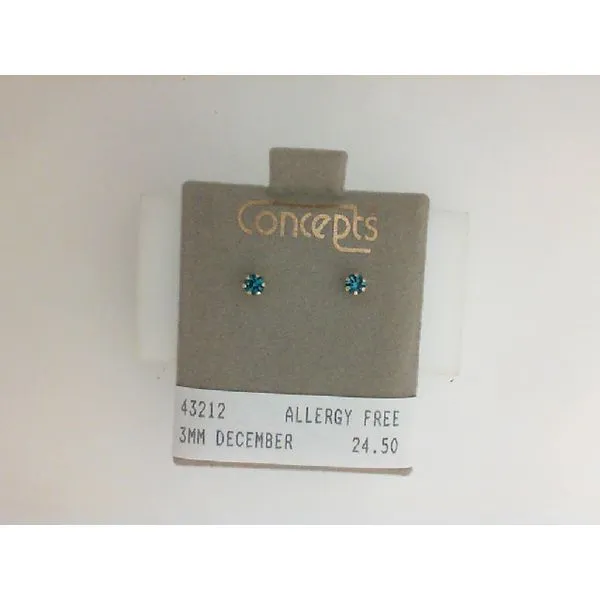 Concepts
43212 ALLERGY FREE
3MM DECEMBER 24.50